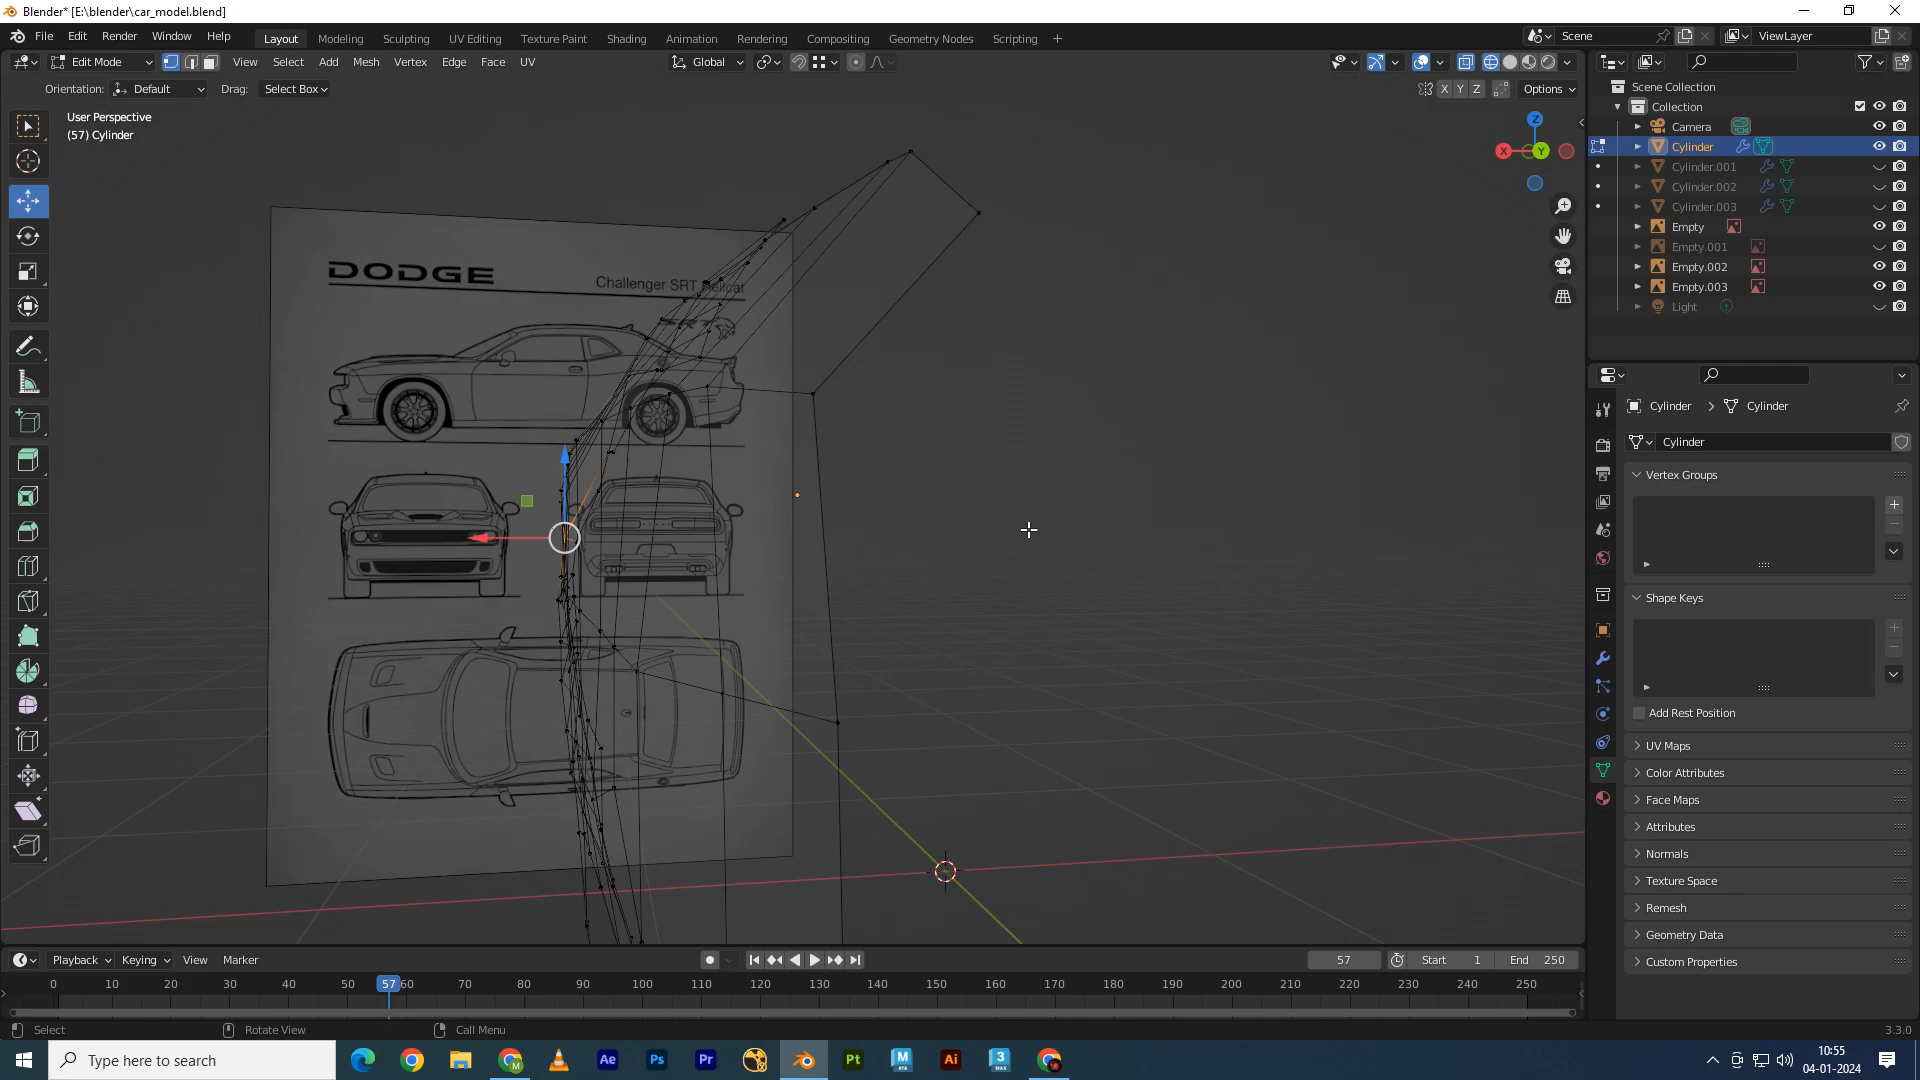 Blender* [E:\blender\car_model.blend]
File Edit Render Window Help Layout Modeling Sculpting UV Editing Texture Paint Shading Animation Rendering Compositing Geometry Nodes Scripting + Scene ViewLayer
Edit Mode View Select Add Mesh Vertex Edge Face UV Global
Orientation: Default Drag: Select Box X Y Z Options
User Perspective
(57) Cylinder
Z
X Y
DODGE
Challenger SRT Hellcat
Scene Collection
Collection
Camera
Cylinder
Cylinder.001
Cylinder.002
Cylinder.003
Empty
Empty.001
Empty.002
Empty.003
Light
Cylinder > Cylinder
Cylinder
Vertex Groups
Shape Keys
Add Rest Position
UV Maps
Color Attributes
Face Maps
Attributes
Normals
Texture Space
Remesh
Geometry Data
Custom Properties
Playback Keying View Marker 57 Start 1 End 250
0 10 20 30 40 50 57 60 70 80 90 100 110 120 130 140 150 160 170 180 190 200 210 220 230 240 250
Select Rotate View Call Menu 3.3.0
Type here to search
Ae Ps Pr Pt M Ai 3
10:55
04-01-2024